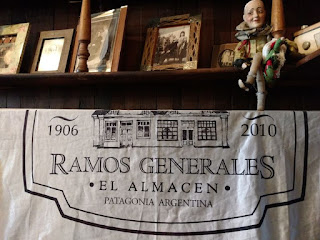 1906 2010
RAMOS GENERALES
• EL ALMACEN •
PATAGONIA ARGENTINA